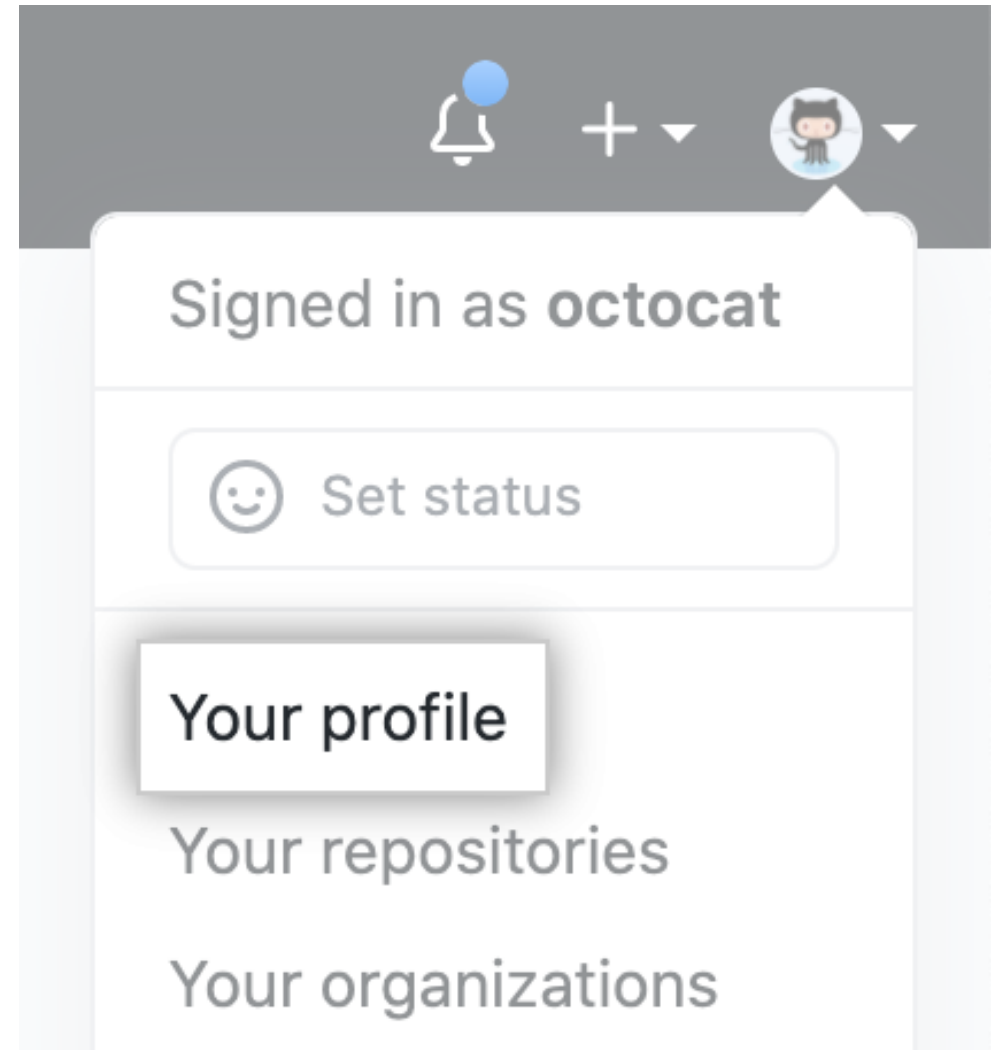 Signed in as octocat
Set status
Your profile
Your repositories
Your organizations